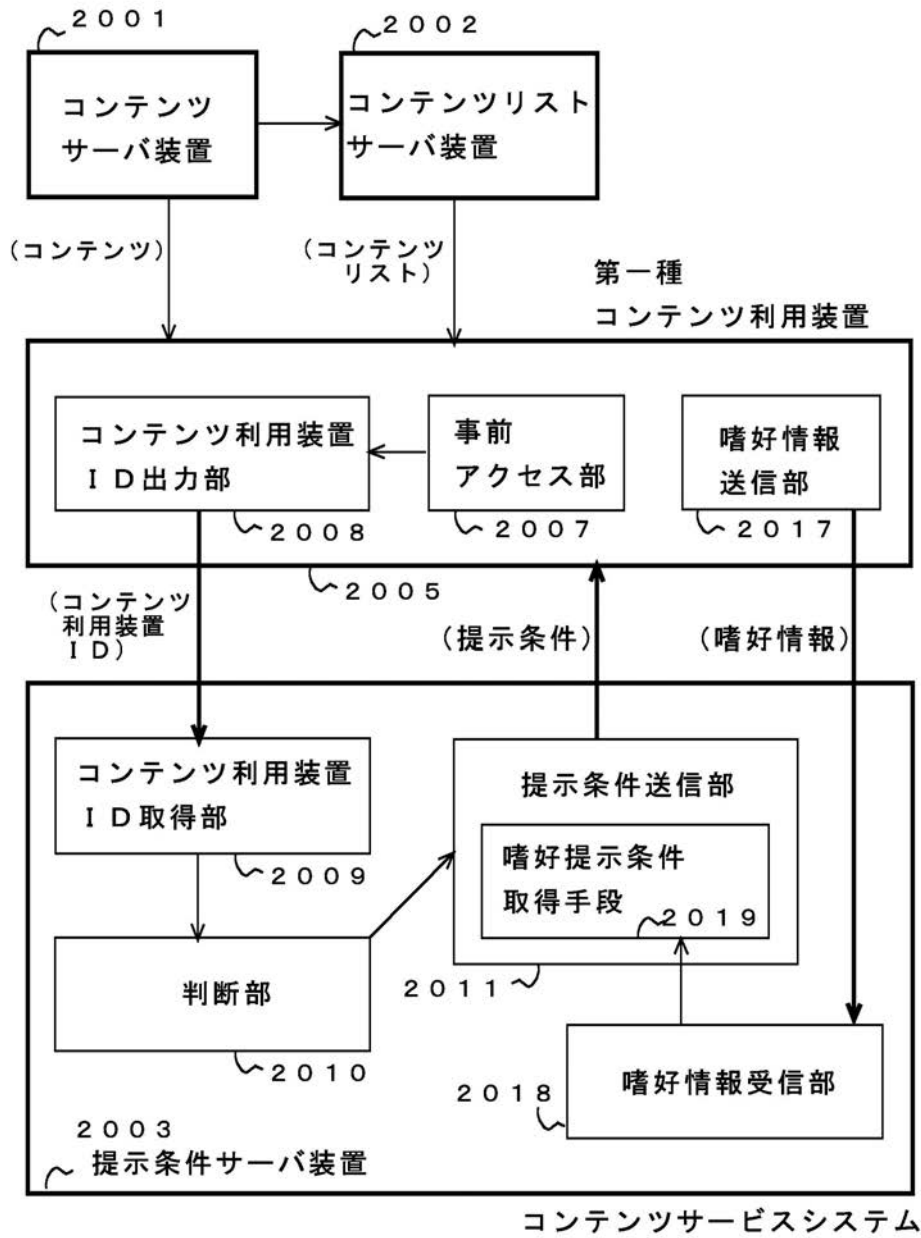 ２００１
２００２
コンテンツ
サーバ装置
コンテンツリスト
サーバ装置
（コンテンツ）
（コンテンツ
リスト）
第一種
コンテンツ利用装置
コンテンツ利用装置
ＩＤ出力部
事前
アクセス部
嗜好情報
送信部
２００８
２００７
２０１７
２００５
（コンテンツ
利用装置
ＩＤ）
（提示条件）
（嗜好情報）
コンテンツ利用装置
ＩＤ取得部
２００９
提示条件送信部
嗜好提示条件
取得手段
２０１９
２０１１
判断部
２０１０
嗜好情報受信部
２０１８
２００３
提示条件サーバ装置
コンテンツサービスシステム